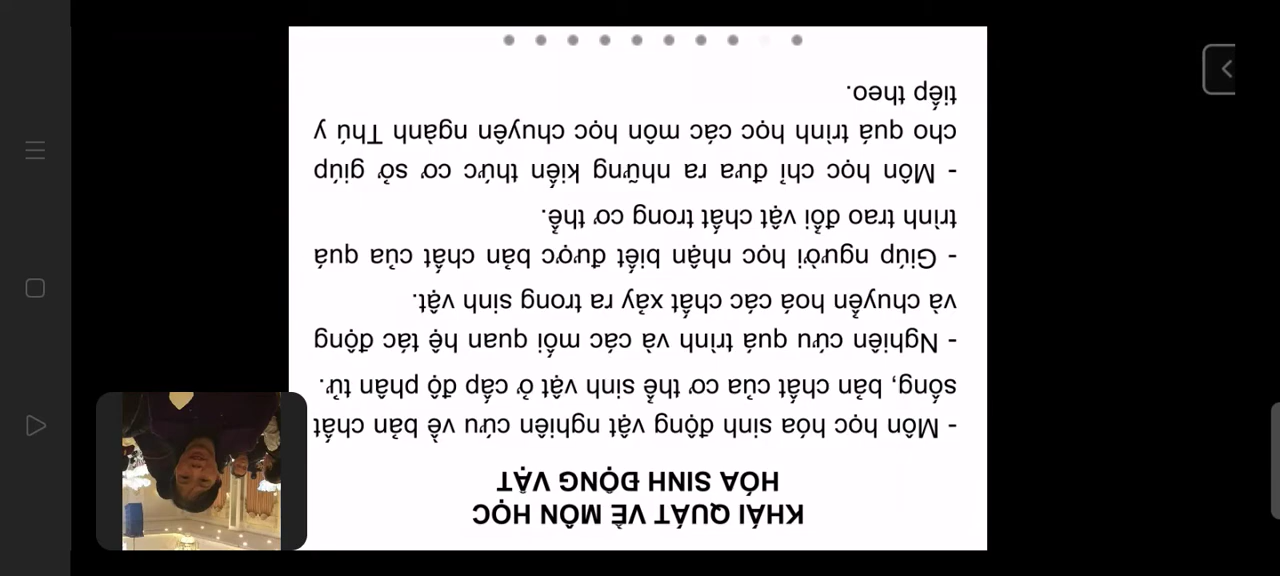 KHÁI QUÁT VỀ MÔN HỌC
HÓA SINH ĐỘNG VẬT
- Môn học hóa sinh động vật nghiên cứu về bản chất
sống, bản chất của cơ thể sinh vật ở cấp độ phân tử.
- Nghiên cứu quá trình và các mối quan hệ tác động
và chuyển hoá các chất xảy ra trong sinh vật.
- Giúp người học nhận biết được bản chất của quá
trình trao đổi vật chất trong cơ thể.
- Môn học chỉ đưa ra những kiến thức cơ sở giúp
cho quá trình học các môn học chuyên ngành Thú y
tiếp theo.